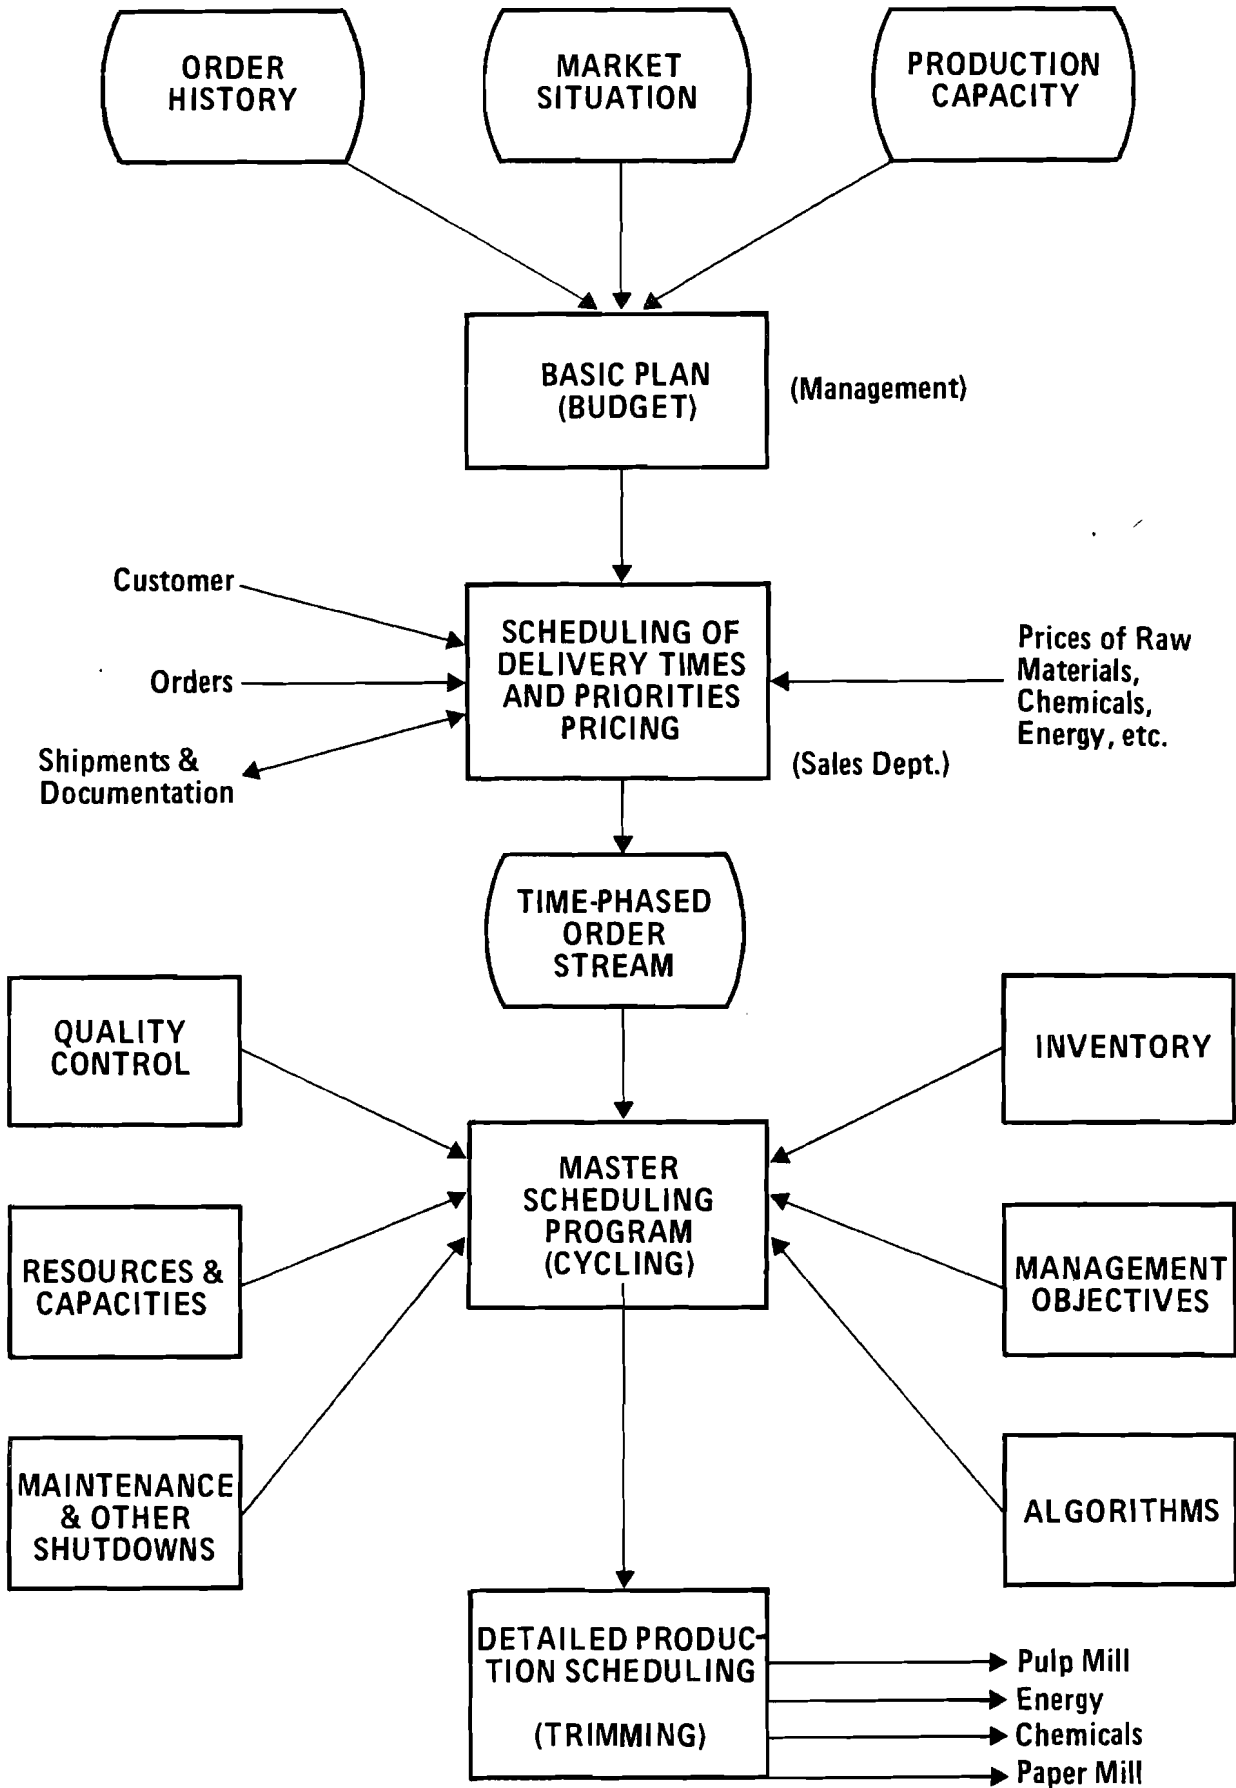 ORDER
HISTORY
MARKET
SITUATION
PRODUCTION
CAPACITY
BASIC PLAN
(BUDGET)
(Management)
Customer
Orders
Shipments &
Documentation
SCHEDULING OF
DELIVERY TIMES
AND PRIORITIES
PRICING
Prices of Raw
Materials,
Chemicals,
Energy, etc.
(Sales Dept.)
TIME-PHASED
ORDER
STREAM
QUALITY
CONTROL
INVENTORY
MASTER
SCHEDULING
PROGRAM
(CYCLING)
RESOURCES &
CAPACITIES
MANAGEMENT
OBJECTIVES
MAINTENANCE
& OTHER
SHUTDOWNS
ALGORITHMS
DETAILED PRODUC-
TION SCHEDULING
(TRIMMING)
Pulp Mill
Energy
Chemicals
Paper Mill